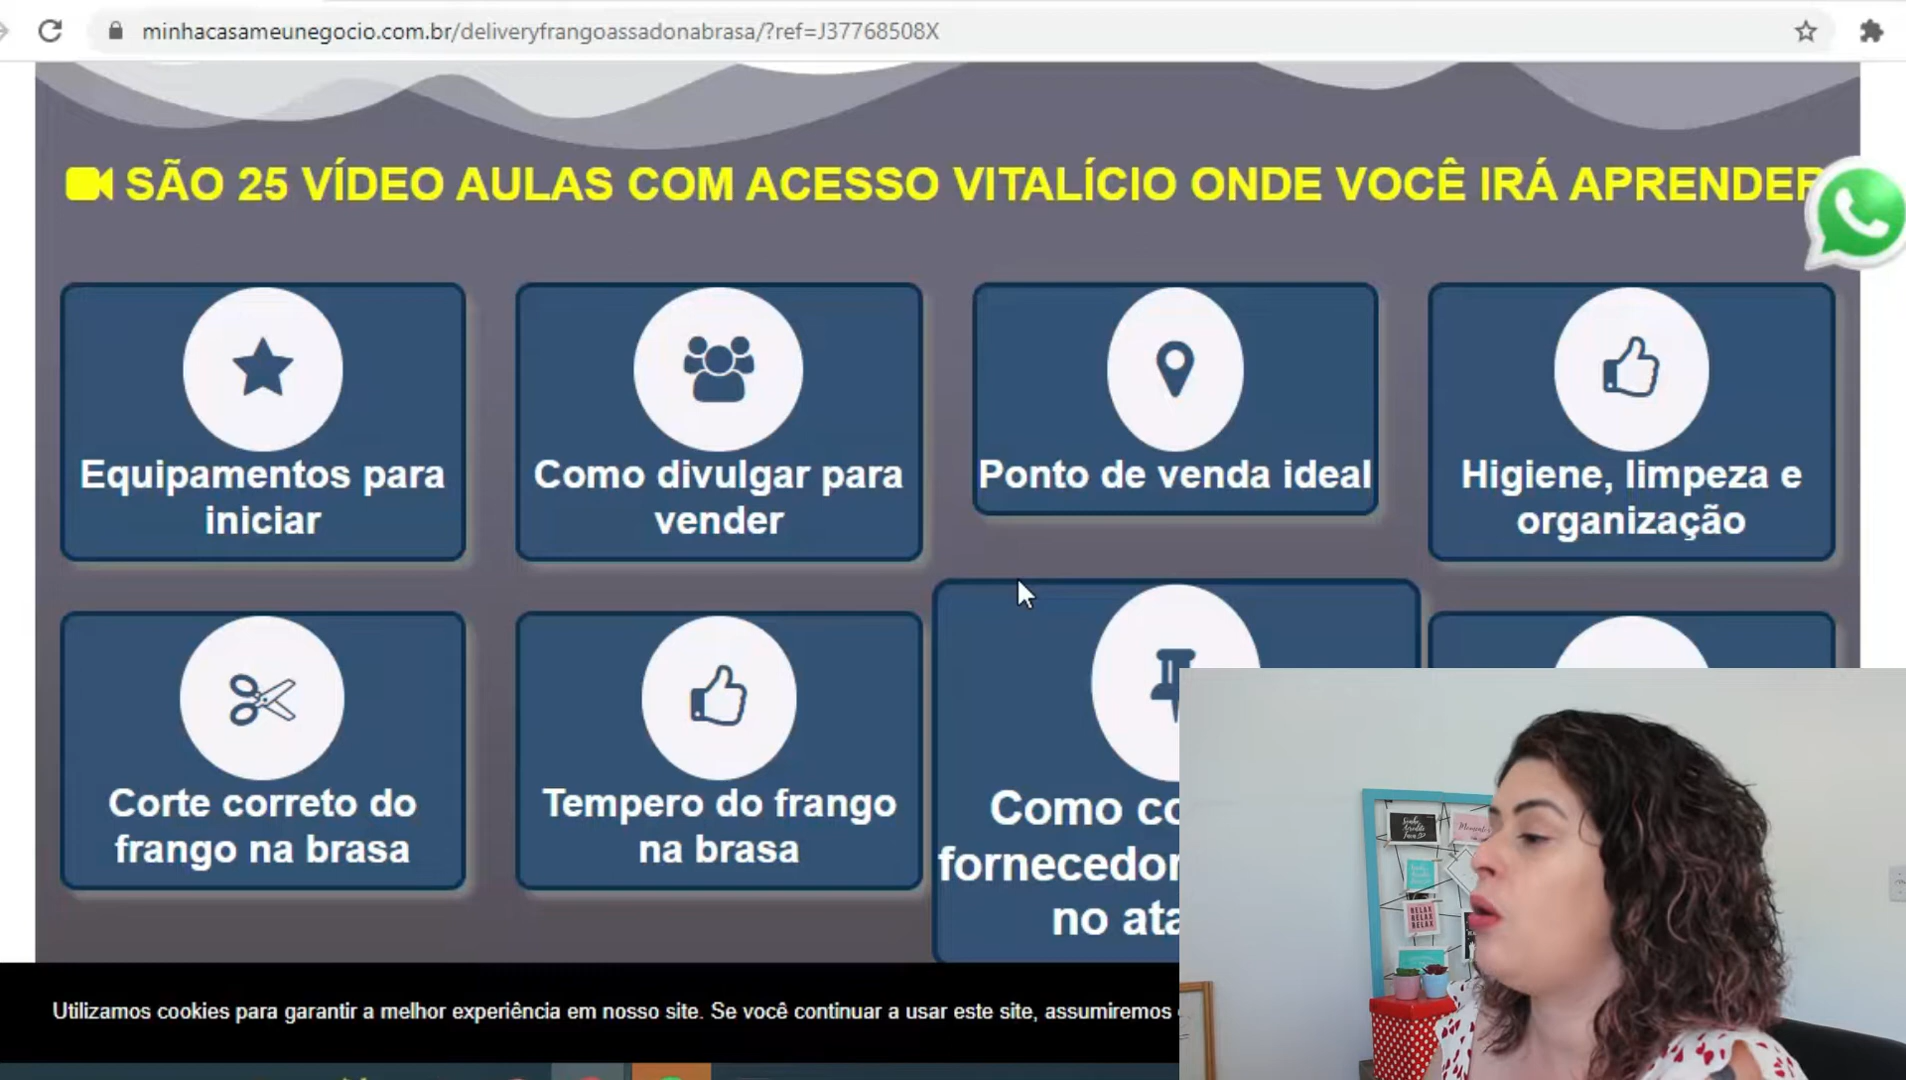 minhacasameunegocio.com.br/deliveryfrangoassadonabrasa/?ref=J37768508X
SÃO 25 VÍDEO AULAS COM ACESSO VITALÍCIO ONDE VOCÊ IRÁ APRENDER
Equipamentos para
iniciar
Como divulgar para
vender
Ponto de venda ideal
Higiene, limpeza e
organização
Corte correto do
frango na brasa
Tempero do frango
na brasa
Como
no
Utilizamos cookies para garantir a melhor experiência em nosso site. Se você continuar a usar este site, assumiremos
RELAX
RELAX
RELAX